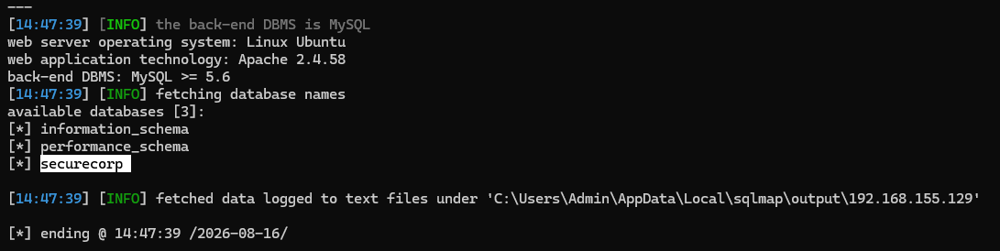 ---
[14:47:39] [INFO] the back-end DBMS is MySQL
web server operating system: Linux Ubuntu
web application technology: Apache 2.4.58
back-end DBMS: MySQL >= 5.6
[14:47:39] [INFO] fetching database names
available databases [3]:
[*] information_schema
[*] performance_schema
[*] securecorp
[14:47:39] [INFO] fetched data logged to text files under 'C:\Users\Admin\AppData\Local\sqlmap\output\192.168.155.129'
[*] ending @ 14:47:39 /2026-08-16/